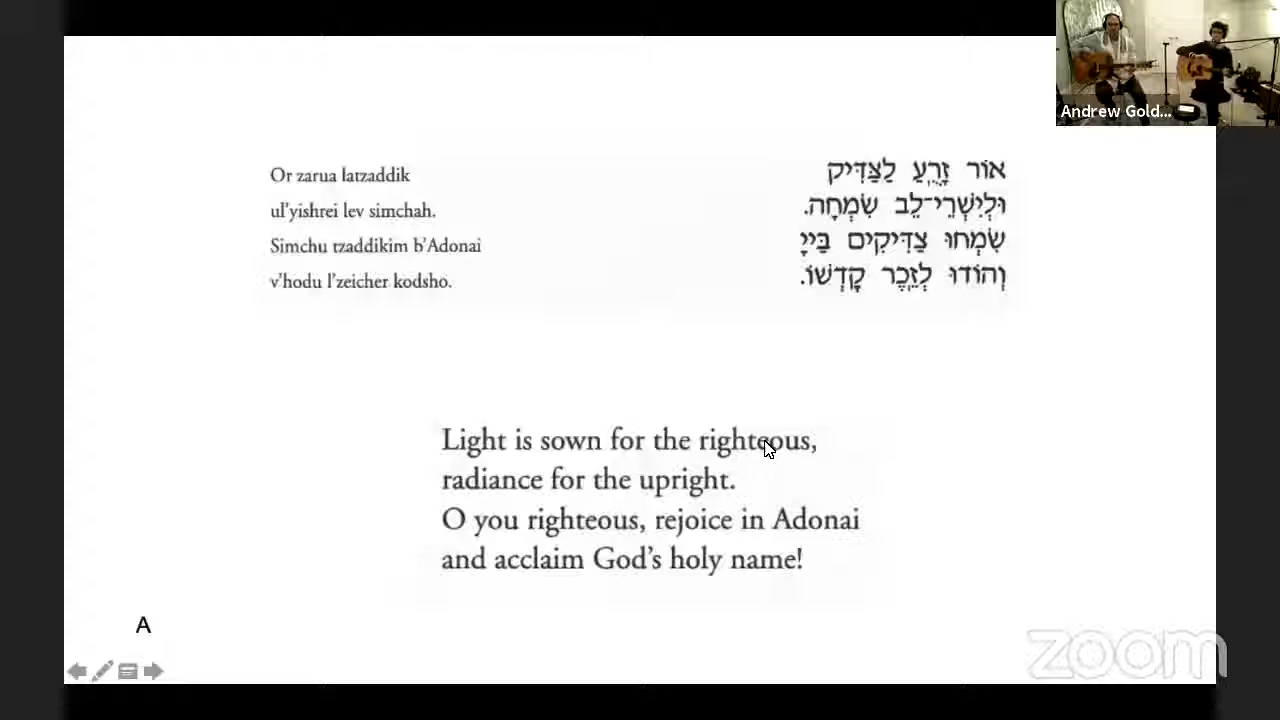 Andrew Gold...
Or zarua latzaddik
ul'yishrei lev simchah.
Simchu tzaddikim b'Adonai
v'hodu l'zeicher kodsho.
אוֹר זָרֻֽעַ לַצַּדִּיק
וּלְיִשְׁרֵי־לֵב שִׂמְחָה.
שִׂמְחוּ צַדִּיקִים בַּייָ
וְהוֹדוּ לְזֵֽכֶר קָדְשׁוֹ.
Light is sown for the righteous,
radiance for the upright.
O you righteous, rejoice in Adonai
and acclaim God's holy name!
A
zoom